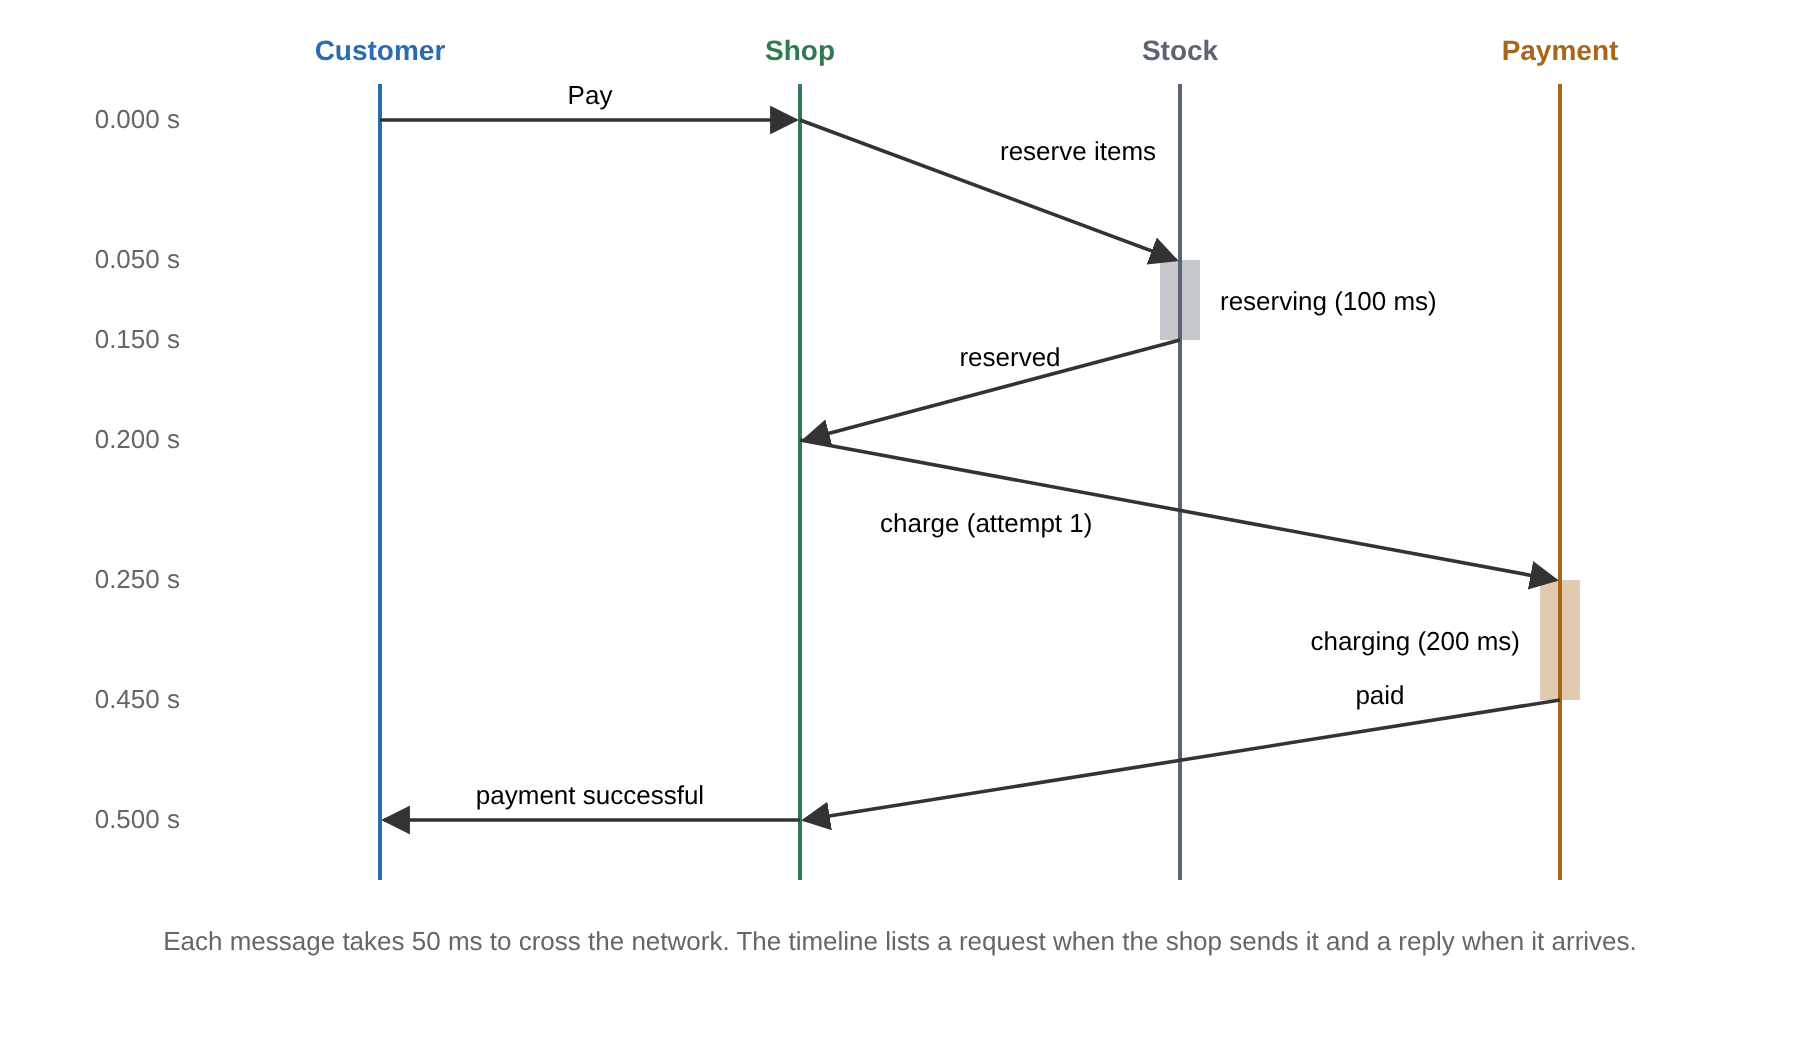 Customer
Shop
Stock
Payment
Pay
0.000 s
reserve items
0.050 s
reserving (100 ms)
0.150 s
reserved
0.200 s
charge (attempt 1)
0.250 s
charging (200 ms)
paid
0.450 s
payment successful
0.500 s
Each message takes 50 ms to cross the network. The timeline lists a request when the shop sends it and a reply when it arrives.